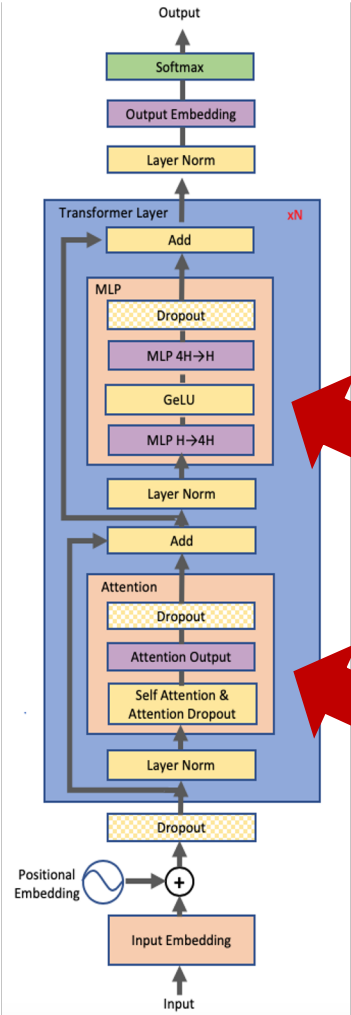 Output
Softmax
Output Embedding
Layer Norm
Transformer Layer
xN
Add
MLP
Dropout
MLP 4H→H
GeLU
MLP H→4H
Layer Norm
Add
Attention
Dropout
Attention Output
Self Attention &
Attention Dropout
Layer Norm
Dropout
Positional
Embedding
+
Input Embedding
Input